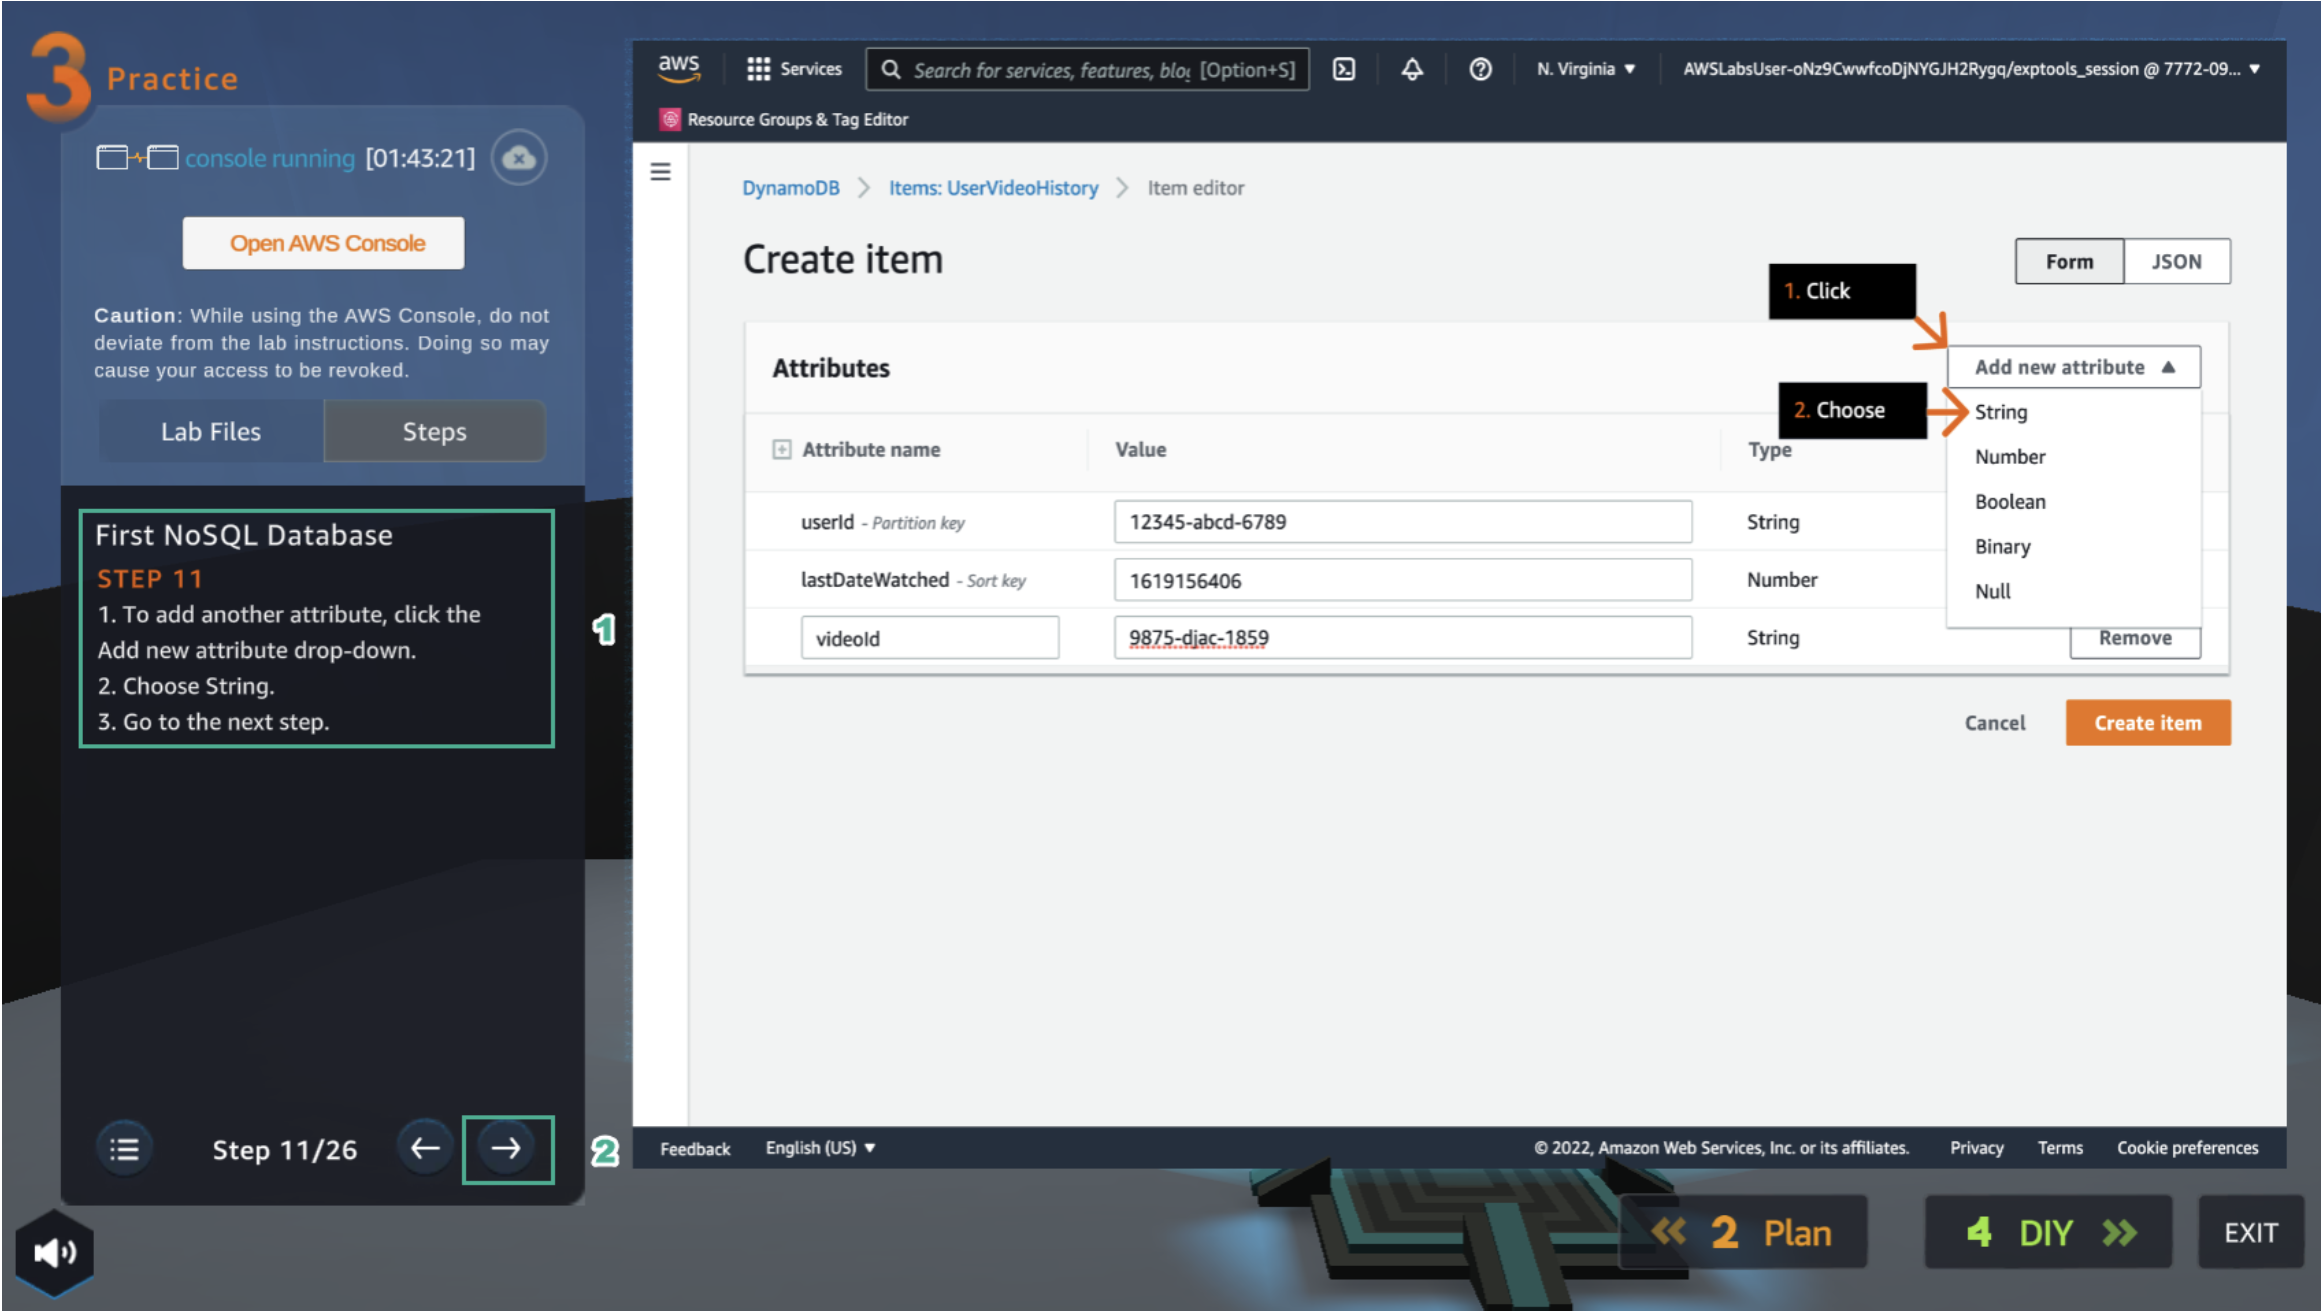 3 Practice
console running [01:43:21]
Open AWS Console
Caution: While using the AWS Console, do not
deviate from the lab instructions. Doing so may
cause your access to be revoked.
Lab Files Steps
First NoSQL Database
STEP 11
1. To add another attribute, click the
Add new attribute drop-down.
2. Choose String.
3. Go to the next step.
1
Step 11/26
2
aws Services Search for services, features, blog [Option+S] N. Virginia AWSLabsUser-oNz9CwwfcoDjNYGJH2Rygq/exptools_session @ 7772-09...
Resource Groups & Tag Editor
DynamoDB Items: UserVideoHistory Item editor
Create item
Form JSON
1. Click
Attributes
Add new attribute
2. Choose
String
Number
Boolean
Binary
Null
Attribute name Value Type
userId - Partition key 12345-abcd-6789 String
lastDateWatched - Sort key 1619156406 Number
videoId 9875-djac-1859 String Remove
Cancel Create item
Feedback English (US) © 2022, Amazon Web Services, Inc. or its affiliates. Privacy Terms Cookie preferences
2 Plan
4 DIY
EXIT